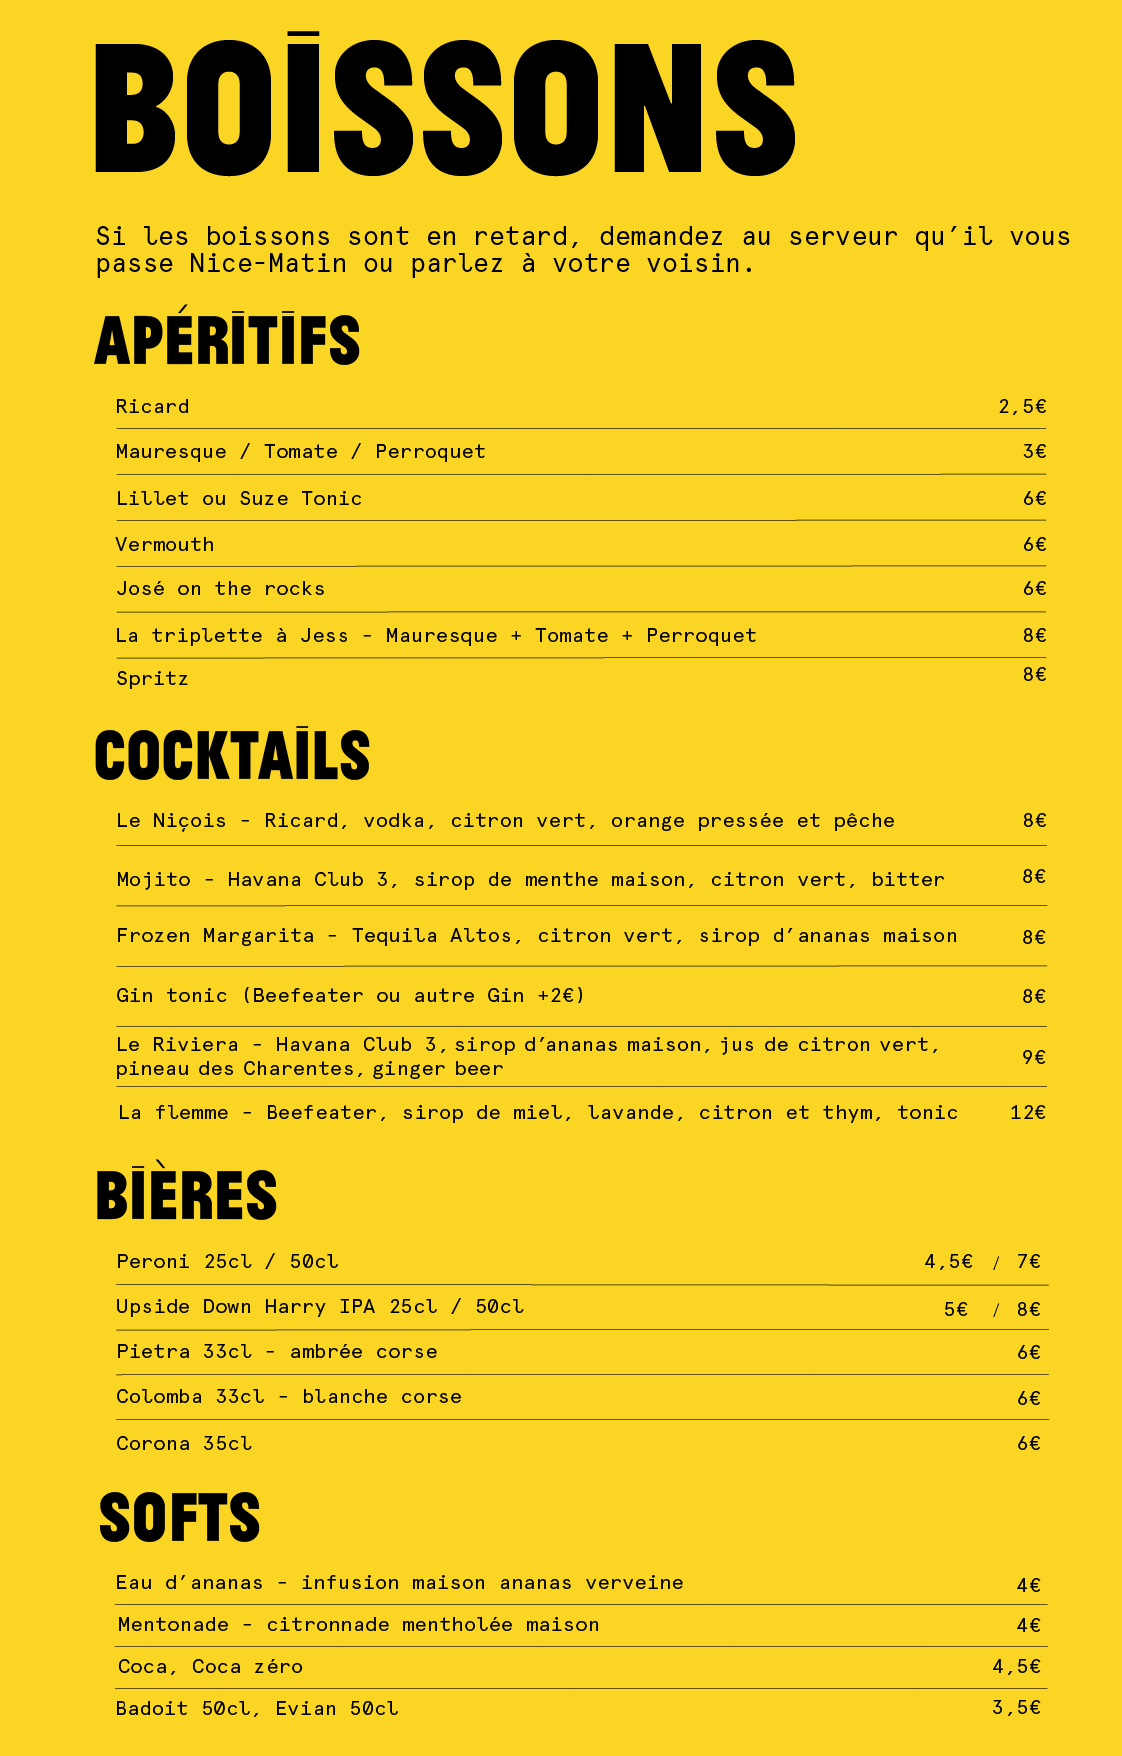 BOISSONS
Si les boissons sont en retard, demandez au serveur qu’il vous
passe Nice-Matin ou parlez à votre voisin.
APÉRITIFS
Ricard 2,5€
Mauresque / Tomate / Perroquet 3€
Lillet ou Suze Tonic 6€
Vermouth 6€
José on the rocks 6€
La triplette à Jess - Mauresque + Tomate + Perroquet 8€
Spritz 8€
COCKTAILS
Le Niçois - Ricard, vodka, citron vert, orange pressée et pêche 8€
Mojito - Havana Club 3, sirop de menthe maison, citron vert, bitter 8€
Frozen Margarita - Tequila Altos, citron vert, sirop d’ananas maison 8€
Gin tonic (Beefeater ou autre Gin +2€) 8€
Le Riviera - Havana Club 3, sirop d’ananas maison, jus de citron vert,
pineau des Charentes, ginger beer 9€
La flemme - Beefeater, sirop de miel, lavande, citron et thym, tonic 12€
BIÈRES
Peroni 25cl / 50cl 4,5€ / 7€
Upside Down Harry IPA 25cl / 50cl 5€ / 8€
Pietra 33cl - ambrée corse 6€
Colomba 33cl - blanche corse 6€
Corona 35cl 6€
SOFTS
Eau d’ananas - infusion maison ananas verveine 4€
Mentonade - citronnade mentholée maison 4€
Coca, Coca zéro 4,5€
Badoit 50cl, Evian 50cl 3,5€